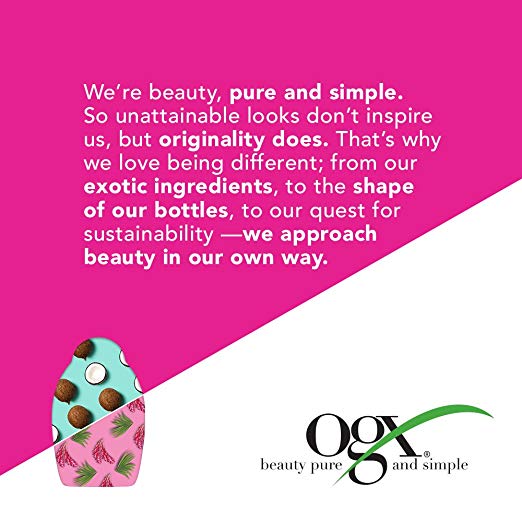 We're beauty, pure and simple.
So unattainable looks don't inspire
us, but originality does. That's why
we love being different; from our
exotic ingredients, to the shape
of our bottles, to our quest for
sustainability —we approach
beauty in our own way.
ogx®
beauty pure and simple